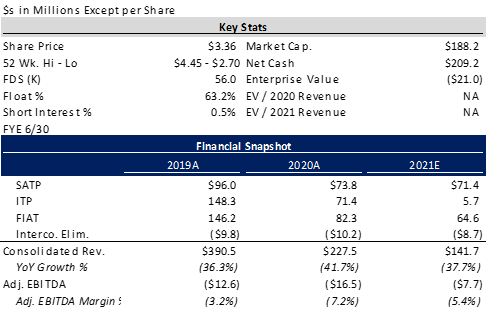 $s in Millions Except per Share
Key Stats
Share Price $3.36 Market Cap. $188.2
52 Wk. Hi - Lo $4.45 - $2.70 Net Cash $209.2
FDS (K) 56.0 Enterprise Value ($21.0)
Float % 63.2% EV / 2020 Revenue NA
Short Interest % 0.5% EV / 2021 Revenue NA
FYE 6/30
Financial Snapshot
2019A 2020A 2021E
SATP $96.0 $73.8 $71.4
ITP 148.3 71.4 5.7
FIAT 146.2 82.3 64.6
Interco. Elim. ($9.8) ($10.2) ($8.7)
Consolidated Rev. $390.5 $227.5 $141.7
YoY Growth % (36.3%) (41.7%) (37.7%)
Adj. EBITDA ($12.6) ($16.5) ($7.7)
Adj. EBITDA Margin (3.2%) (7.2%) (5.4%)